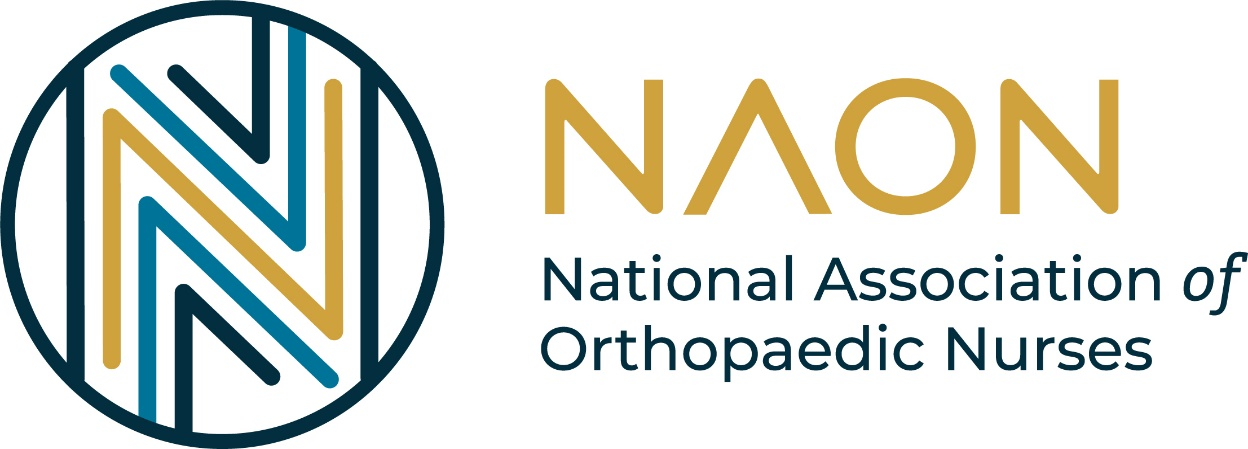 NAON
National Association of
Orthopaedic Nurses